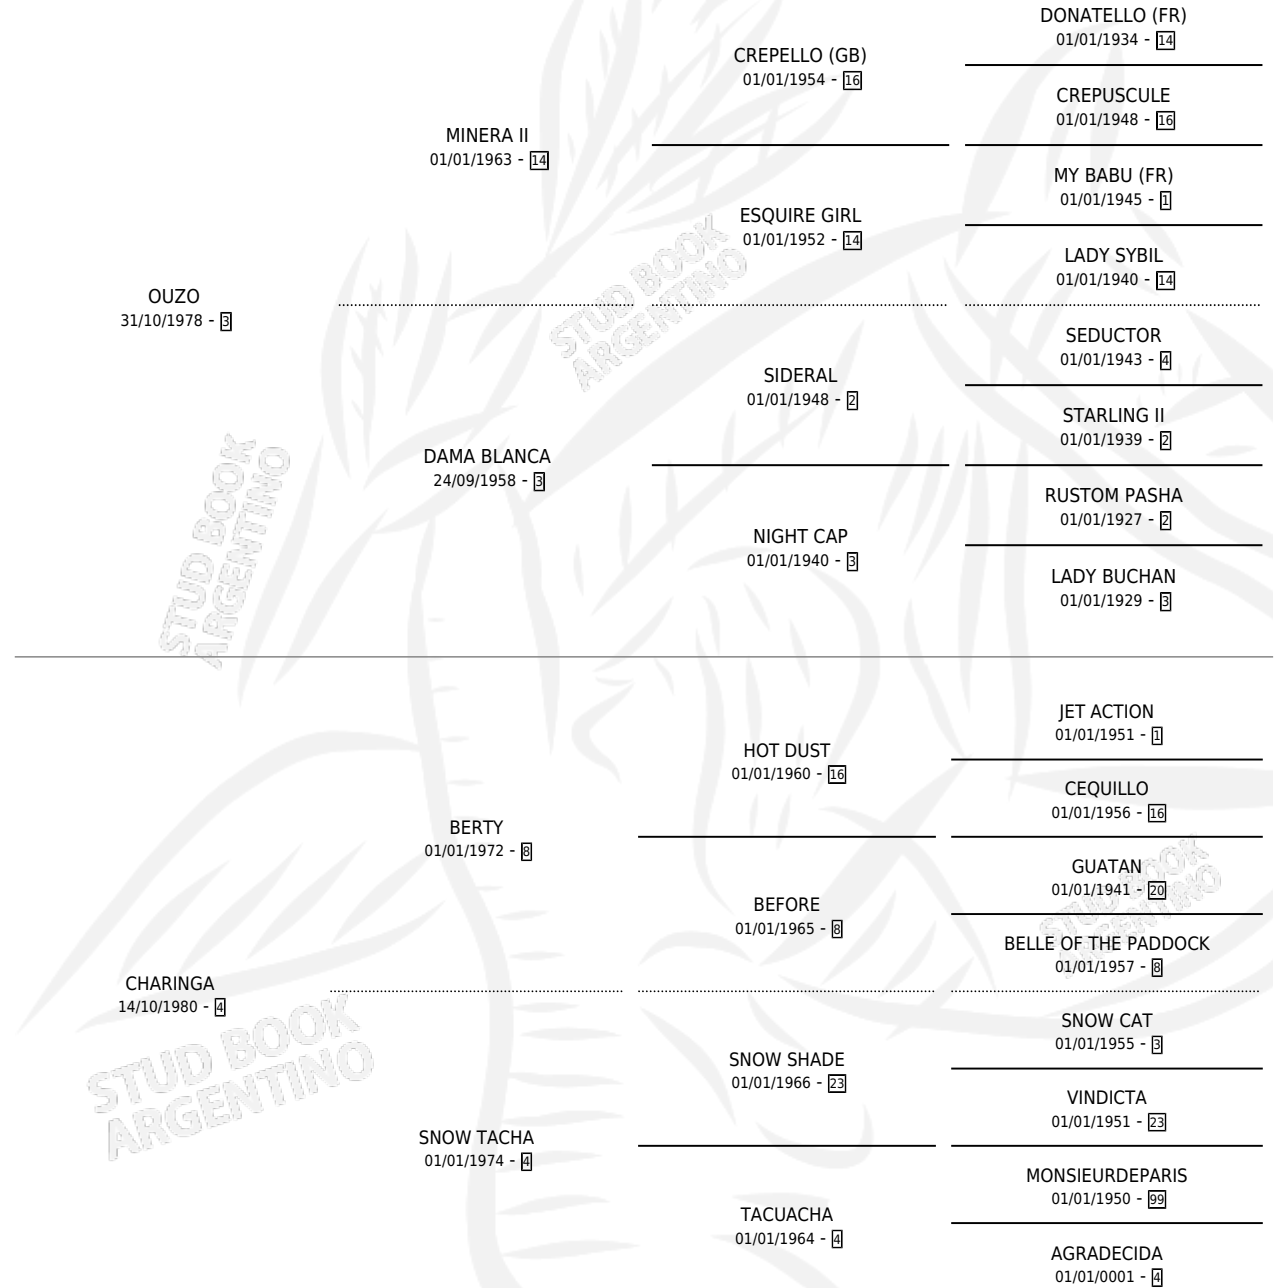 DONATELLO (FR)
01/01/1934 - 14
CREPELLO (GB)
01/01/1954 - 16
CREPUSCULE
01/01/1948 - 16
MINERA II
01/01/1963 - 14
MY BABU (FR)
01/01/1945 - 1
ESQUIRE GIRL
01/01/1952 - 14
LADY SYBIL
01/01/1940 - 14
OUZO
31/10/1978 - 3
SEDUCTOR
01/01/1943 - 4
SIDERAL
01/01/1948 - 2
STARLING II
01/01/1939 - 2
DAMA BLANCA
24/09/1958 - 3
RUSTOM PASHA
01/01/1927 - 2
NIGHT CAP
01/01/1940 - 3
LADY BUCHAN
01/01/1929 - 3
JET ACTION
01/01/1951 - 1
HOT DUST
01/01/1960 - 16
CEQUILLO
01/01/1956 - 16
BERTY
01/01/1972 - 8
GUATAN
01/01/1941 - 20
BEFORE
01/01/1965 - 8
BELLE OF THE PADDOCK
01/01/1957 - 8
CHARINGA
14/10/1980 - 4
SNOW CAT
01/01/1955 - 3
SNOW SHADE
01/01/1966 - 23
VINDICTA
01/01/1951 - 23
SNOW TACHA
01/01/1974 - 4
MONSIEURDEPARIS
01/01/1950 - 99
TACUACHA
01/01/1964 - 4
AGRADECIDA
01/01/0001 - 4
STUD BOOK
ARGENTINO
STUD BOOK
ARGENTINO
STUD BOOK
ARGENTINO
STUD BOOK
ARGENTINO